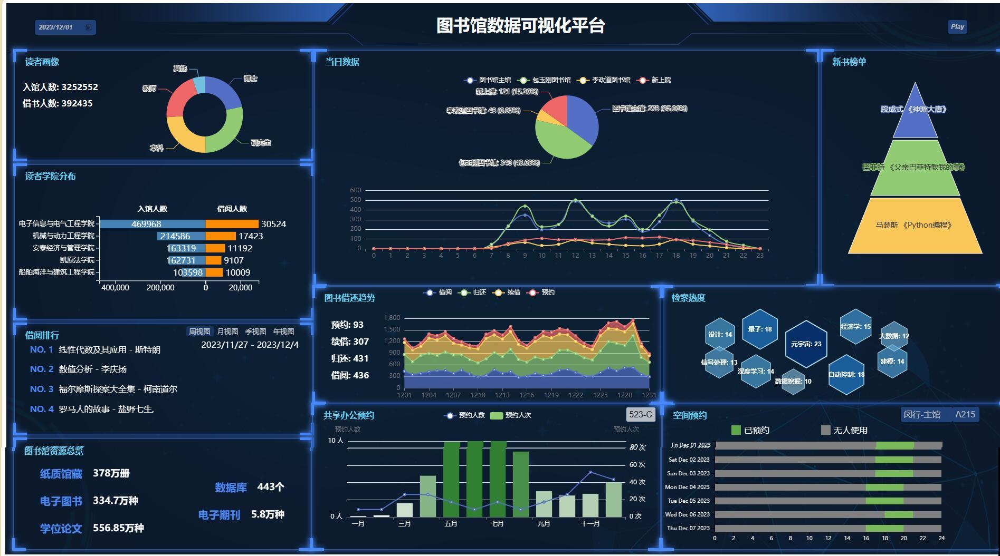 2023/12/01
图书馆数据可视化平台
Play
读者画像
入馆人数: 3252552
借书人数: 392435
其他
博士
教师
本科
研究生
当日数据
图书馆主馆 包玉刚图书馆 李政道图书馆 新上院
新上院: 121 (15.26%)
图书馆主馆: 278 (35.06%)
李政道图书馆: 48 (6.05%)
包玉刚图书馆: 346 (43.63%)
600
500
400
300
200
100
0
0 1 2 3 4 5 6 7 8 9 10 11 12 13 14 15 16 17 18 19 20 21 22 23
新书榜单
段成式 《神游大唐》
巴菲特 《父亲巴菲特教我的事》
马瑟斯 《Python编程》
读者学院分布
入馆人数 借阅人数
电子信息与电气工程学院 469968 30524
机械与动力工程学院 214586 17423
安泰经济与管理学院 163319 11192
凯原法学院 162731 9107
船舶海洋与建筑工程学院 103598 10009
400,000 200,000 0 20,000
借阅排行
周视图 月视图 季视图 年视图
2023/11/27 - 2023/12/4
NO. 1 线性代数及其应用 - 斯特朗
NO. 2 数值分析 - 李庆扬
NO. 3 福尔摩斯探案大全集 - 柯南道尔
NO. 4 罗马人的故事 - 盐野七生,
图书借还趋势
借阅 归还 续借 预约
预约: 93
续借: 307
归还: 431
借阅: 436
1,800
1,500
1,200
900
600
300
0
1201 1204 1207 1210 1213 1216 1219 1222 1225 1228 1231
检索热度
设计: 14
量子: 18
元宇宙: 23
经济学: 15
大数据: 12
信号处理: 13
深度学习: 14
数据挖掘: 10
自动控制: 18
建模: 14
图书馆资源总览
纸质馆藏 378万册
数据库 443个
电子图书 334.7万种
电子期刊 5.8万种
学位论文 556.85万种
共享办公预约
预约人数 预约人次
523-C
预约人数 预约人次
10 人
0 人
80 次
60 次
40 次
20 次
0 次
一月 三月 五月 七月 九月 十一月
空间预约
闵行-主馆 A215
已预约 无人使用
Fri Dec 01 2023
Sat Dec 02 2023
Sun Dec 03 2023
Mon Dec 04 2023
Tue Dec 05 2023
Wed Dec 06 2023
Thu Dec 07 2023
0 2 4 6 8 10 12 14 16 18 20 22 24